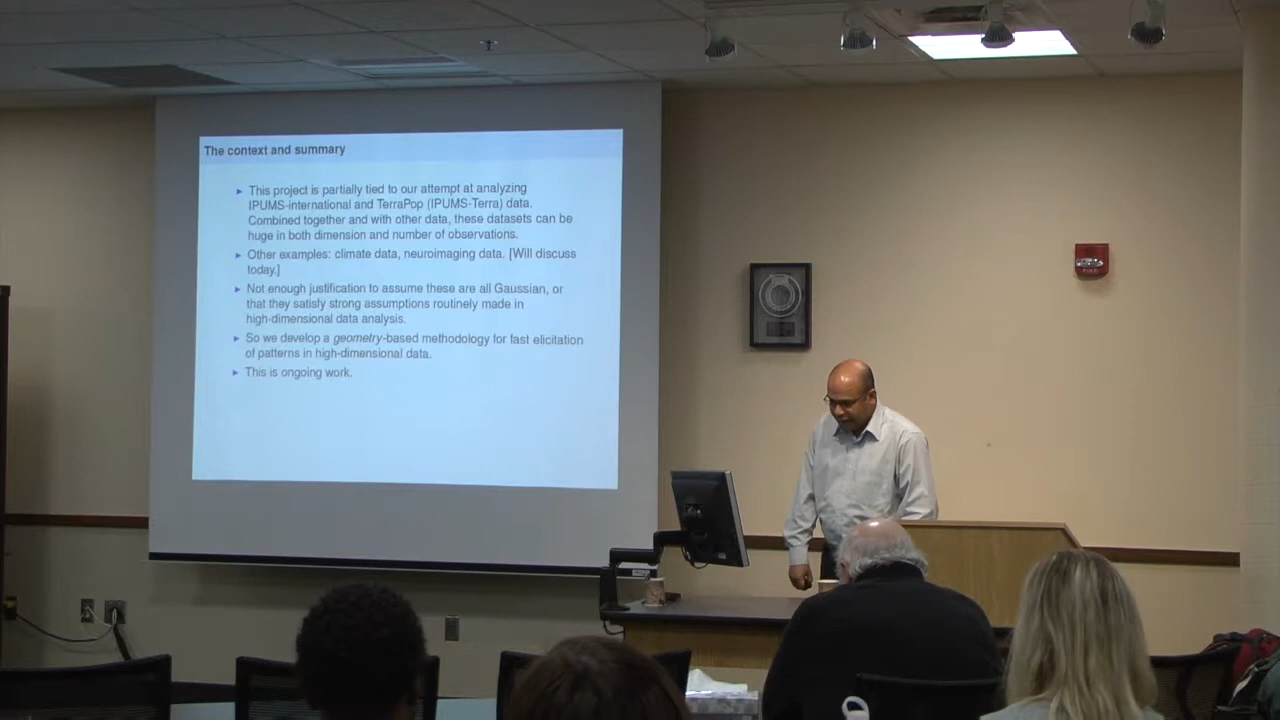 The context and summary
▸ This project is partially tied to our attempt at analyzing
IPUMS-international and TerraPop (IPUMS-Terra) data.
Combined together and with other data, these datasets can be
huge in both dimension and number of observations.
▸ Other examples: climate data, neuroimaging data. [Will discuss
today.]
▸ Not enough justification to assume these are all Gaussian, or
that they satisfy strong assumptions routinely made in
high-dimensional data analysis.
▸ So we develop a geometry-based methodology for fast elicitation
of patterns in high-dimensional data.
▸ This is ongoing work.
FIRE